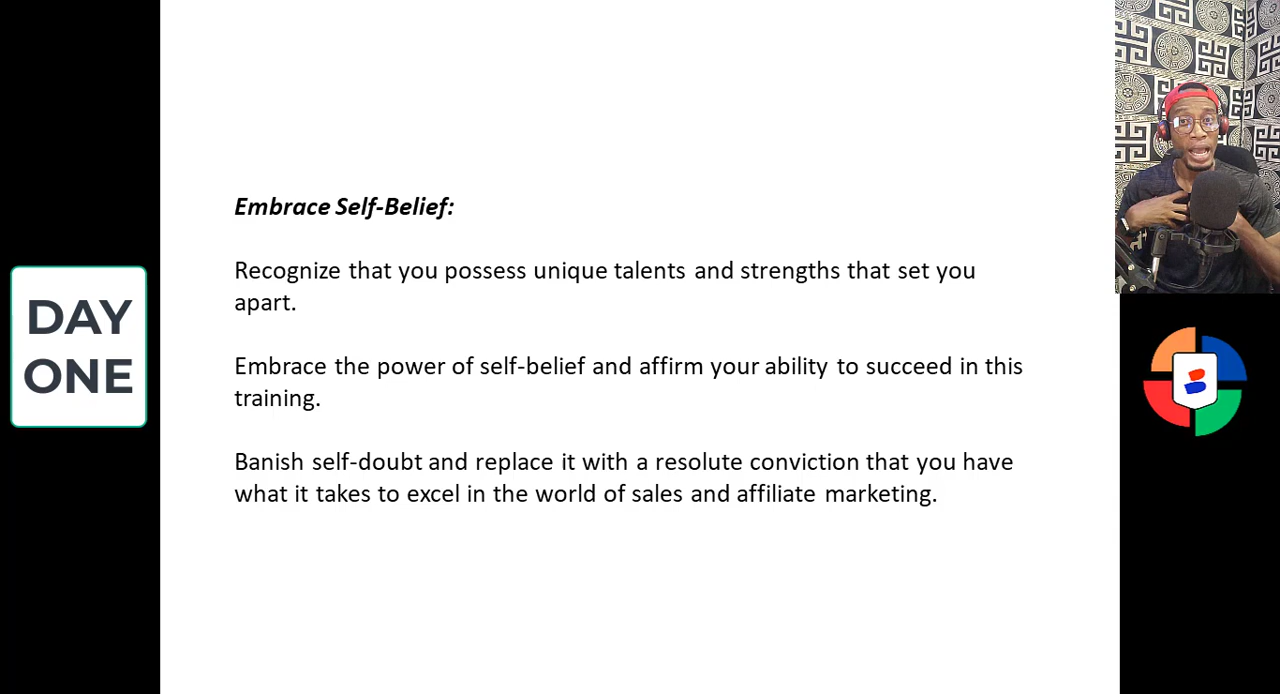 DAY
ONE
Embrace Self-Belief:
Recognize that you possess unique talents and strengths that set you
apart.
Embrace the power of self-belief and affirm your ability to succeed in this
training.
Banish self-doubt and replace it with a resolute conviction that you have
what it takes to excel in the world of sales and affiliate marketing.